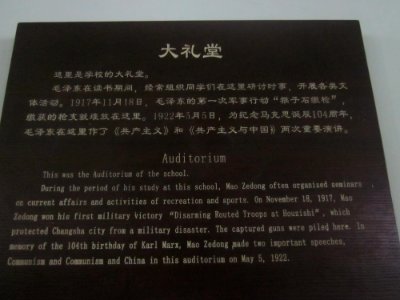 大礼堂
这里是学校的大礼堂。
毛泽东在读书期间，经常组织同学们在这里研讨时事，开展各类文
体活动。1917年11月18日，毛泽东的第一次军事行动“猴子石缴枪”，
缴获的枪支就堆放在这里。1922年5月5日，为纪念马克思诞辰104周年，
毛泽东在这里作了《共产主义》和《共产主义与中国》两次重要演讲。
Auditorium
This was the Auditorium of the school.
During the period of his study at this school, Mao Zedong often organized seminars
on current affairs and activities of recreation and sports. On November 18, 1917, Mao
Zedong won his first military victory "Disarming Routed Troops at Houzishi", which
protected Changsha city from a military disaster. The captured guns were piled here. In
memory of the 104th birthday of Karl Marx, Mao Zedong made two important speeches,
Communism and Communism and China in this auditorium on May 5, 1922.